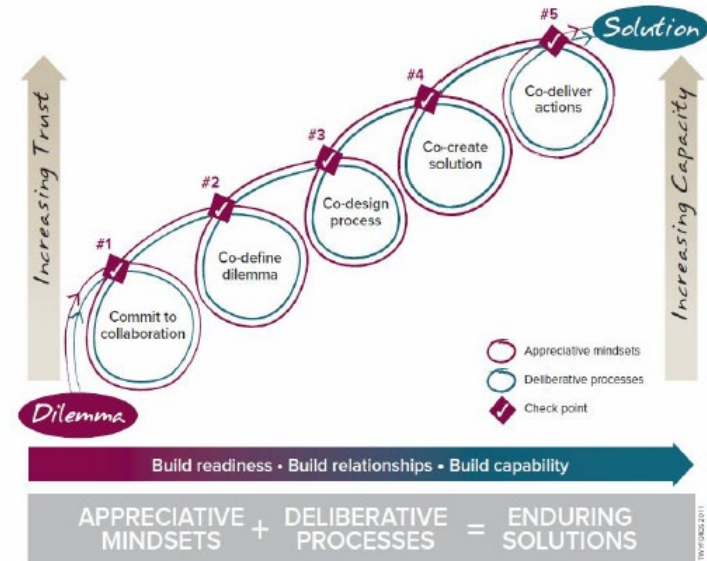 #5
Solution
Increasing Trust
Increasing Capacity
#4
Co-deliver
actions
#3
Co-create
solution
#2
Co-design
process
#1
Co-define
dilemma
Commit to
collaboration
Appreciative mindsets
Deliberative processes
Check point
Dilemma
Build readiness • Build relationships • Build capability
APPRECIATIVE
MINDSETS
+
DELIBERATIVE
PROCESSES
=
ENDURING
SOLUTIONS
TWYFORDS 2011